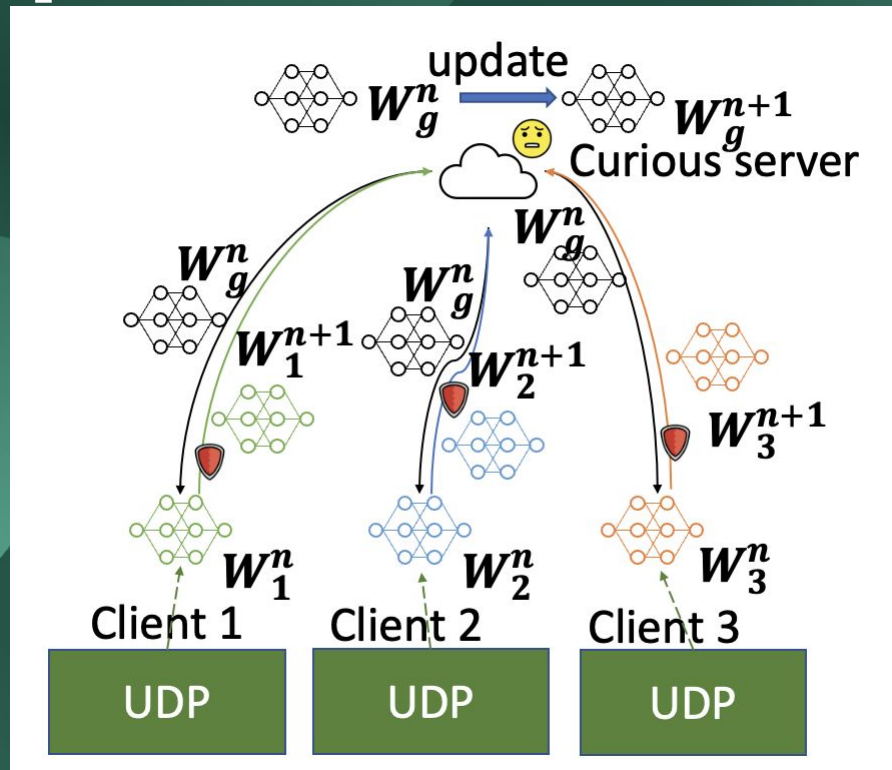 update
W_g^n
W_g^{n+1}
Curious server
W_g^n
W_g^n
W_g^n
W_1^{n+1}
W_2^{n+1}
W_3^{n+1}
W_1^n
W_2^n
W_3^n
Client 1
Client 2
Client 3
UDP
UDP
UDP